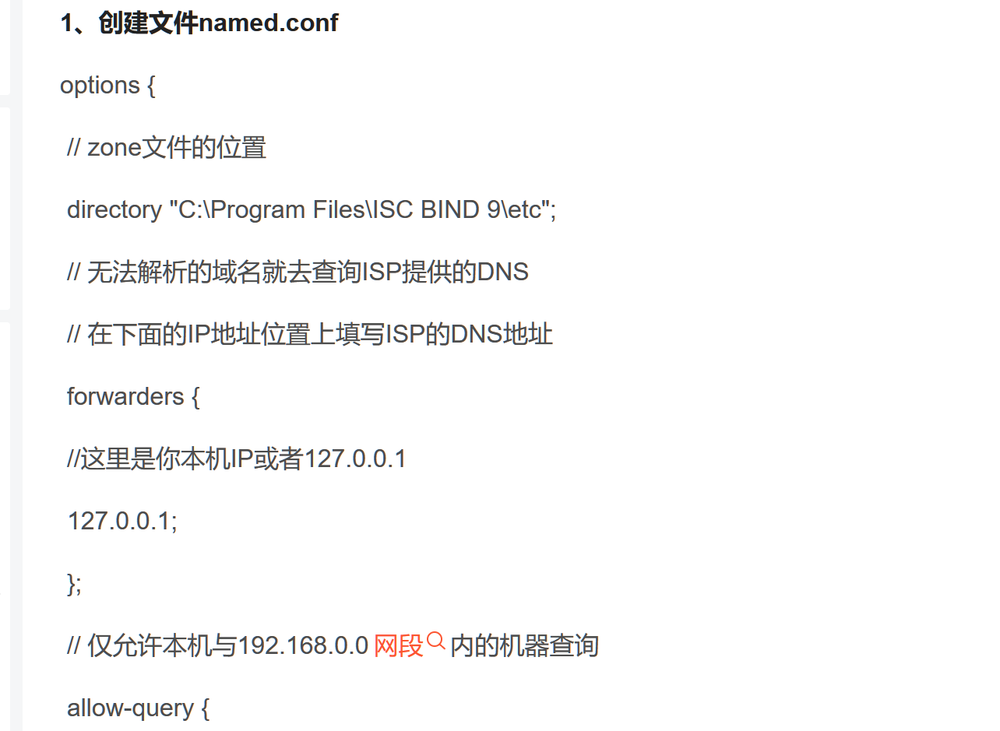 1、创建文件named.conf
options {
// zone文件的位置
directory "C:\Program Files\ISC BIND 9\etc";
// 无法解析的域名就去查询ISP提供的DNS
// 在下面的IP地址位置上填写ISP的DNS地址
forwarders {
//这里是你本机IP或者127.0.0.1
127.0.0.1;
};
// 仅允许本机与192.168.0.0 网段内的机器查询
allow-query {